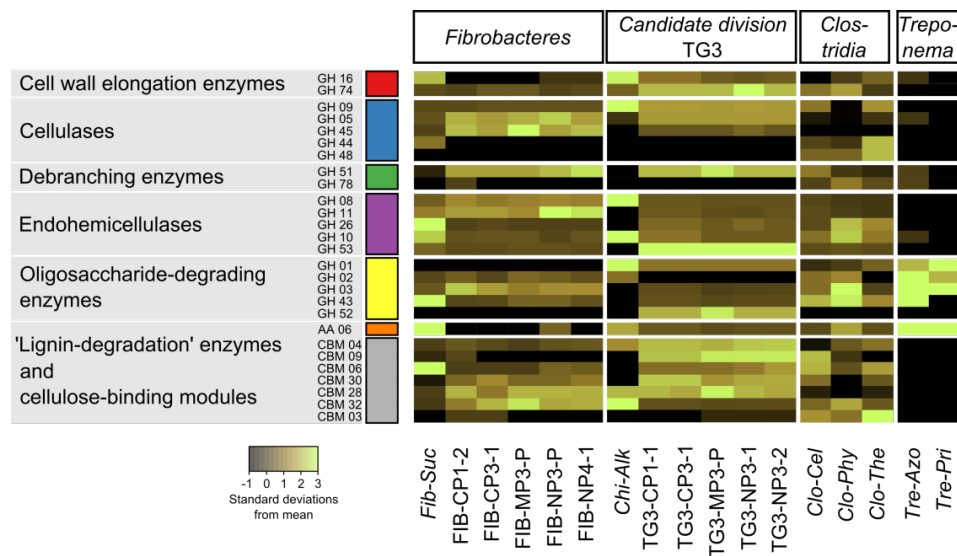 Fibrobacteres
Candidate division
TG3
Clos-
tridia
Trepo-
nema
Cell wall elongation enzymes
GH 16
GH 74
Cellulases
GH 09
GH 05
GH 45
GH 44
GH 48
Debranching enzymes
GH 51
GH 78
Endohemicellulases
GH 08
GH 11
GH 26
GH 10
GH 53
Oligosaccharide-degrading
enzymes
GH 01
GH 02
GH 03
GH 43
GH 52
'Lignin-degradation' enzymes
and
cellulose-binding modules
AA 06
CBM 04
CBM 09
CBM 06
CBM 30
CBM 28
CBM 32
CBM 03
-1 0 1 2 3
Standard deviations
from mean
Fib-Suc
FIB-CP1-2
FIB-CP3-1
FIB-MP3-P
FIB-NP3-P
FIB-NP4-1
Chi-Alk
TG3-CP1-1
TG3-CP3-1
TG3-MP3-P
TG3-NP3-1
TG3-NP3-2
Clo-Cel
Clo-Phy
Clo-The
Tre-Azo
Tre-Pri